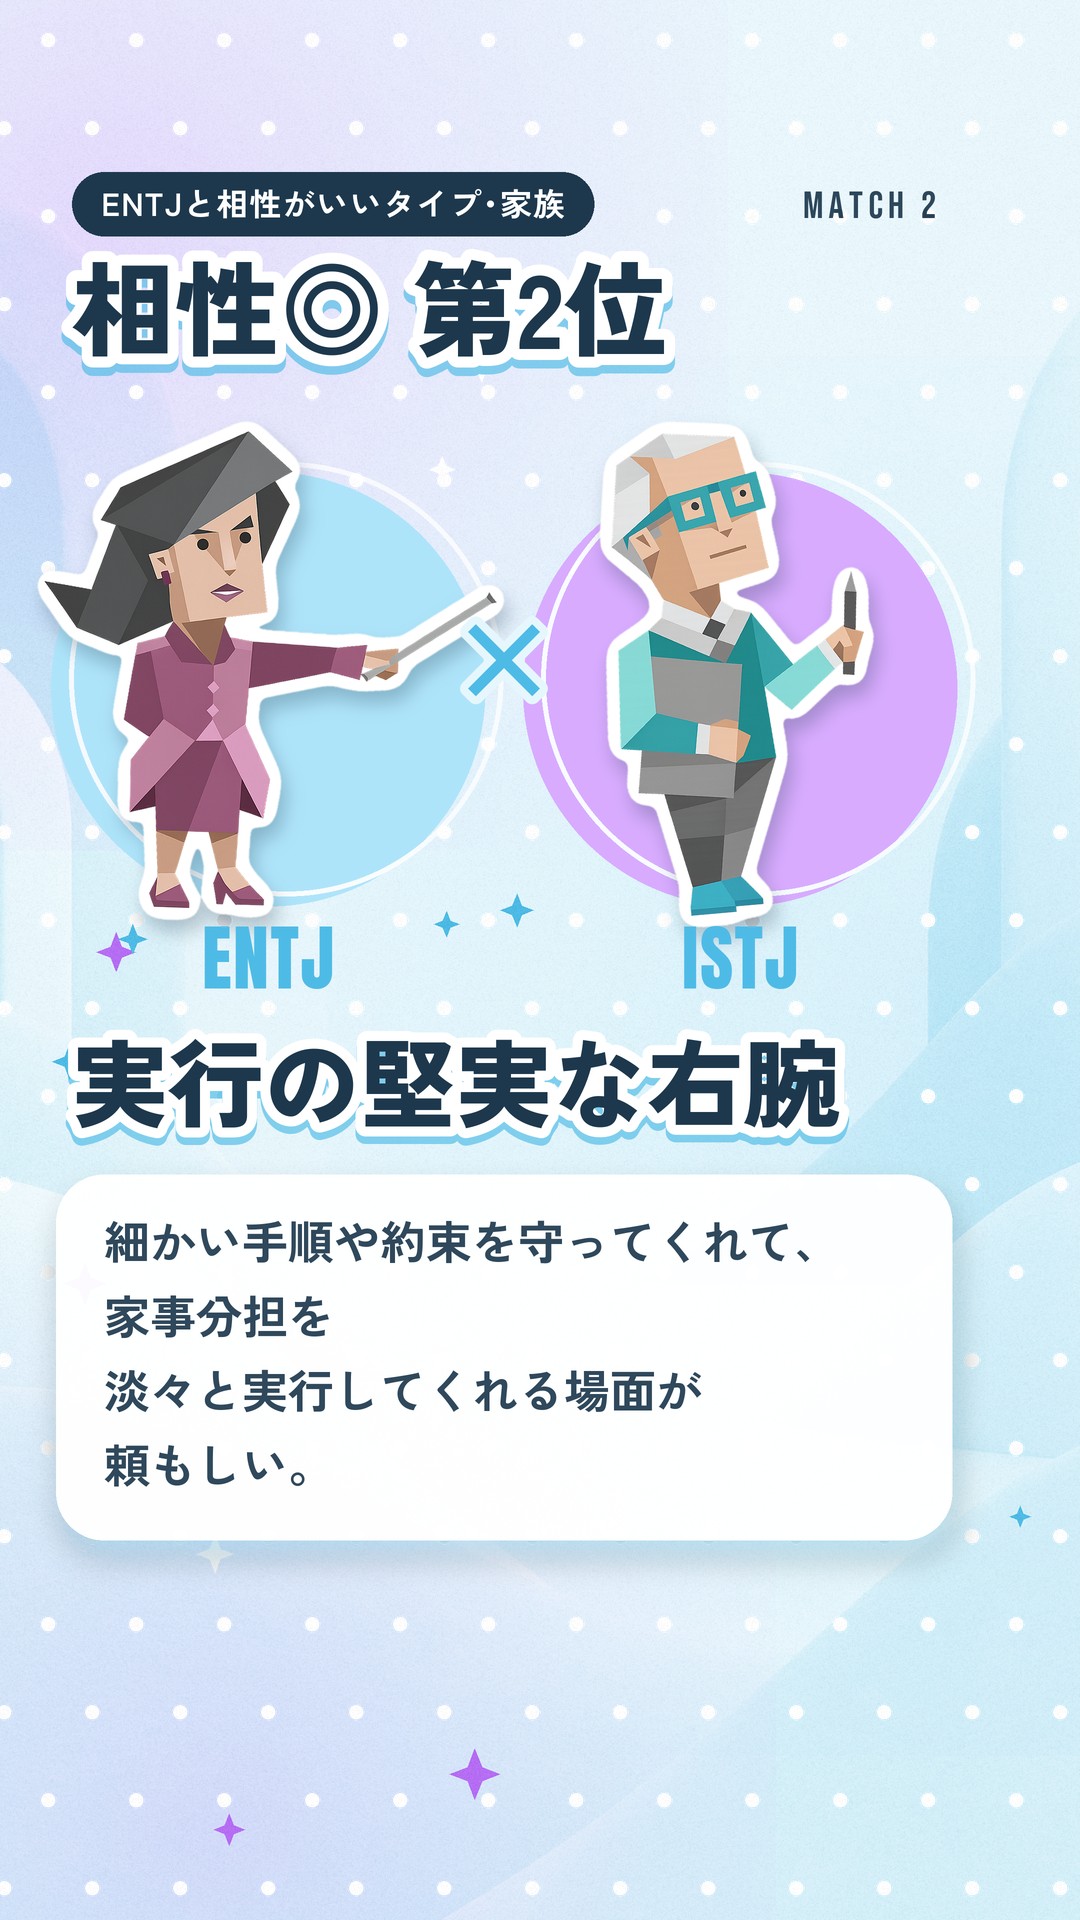 ENTJと相性がいいタイプ・家族
MATCH 2
相性◎ 第2位
×
ENTJ
ISTJ
実行の堅実な右腕
細かい手順や約束を守ってくれて、
家事分担を
淡々と実行してくれる場面が
頼もしい。